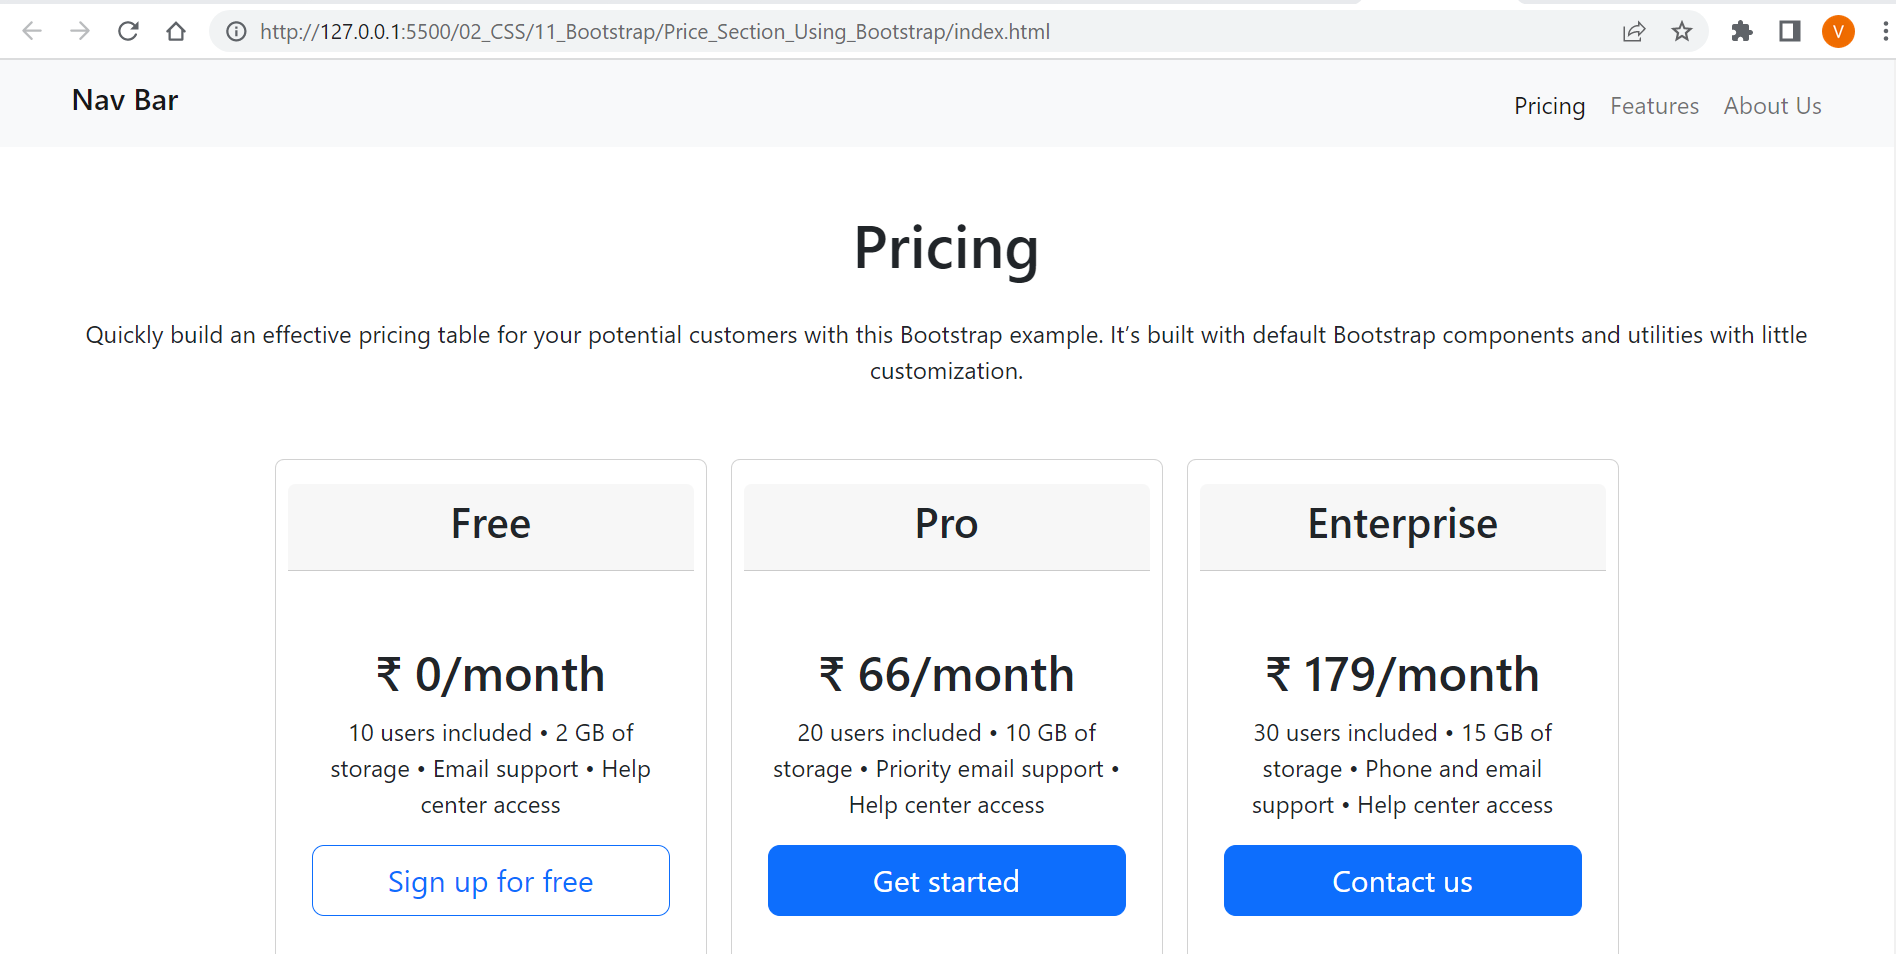 http://127.0.0.1:5500/02_CSS/11_Bootstrap/Price_Section_Using_Bootstrap/index.html
V
Nav Bar
Pricing Features About Us
Pricing
Quickly build an effective pricing table for your potential customers with this Bootstrap example. It’s built with default Bootstrap components and utilities with little
customization.
Free
₹ 0/month
10 users included • 2 GB of
storage • Email support • Help
center access
Sign up for free
Pro
₹ 66/month
20 users included • 10 GB of
storage • Priority email support •
Help center access
Get started
Enterprise
₹ 179/month
30 users included • 15 GB of
storage • Phone and email
support • Help center access
Contact us